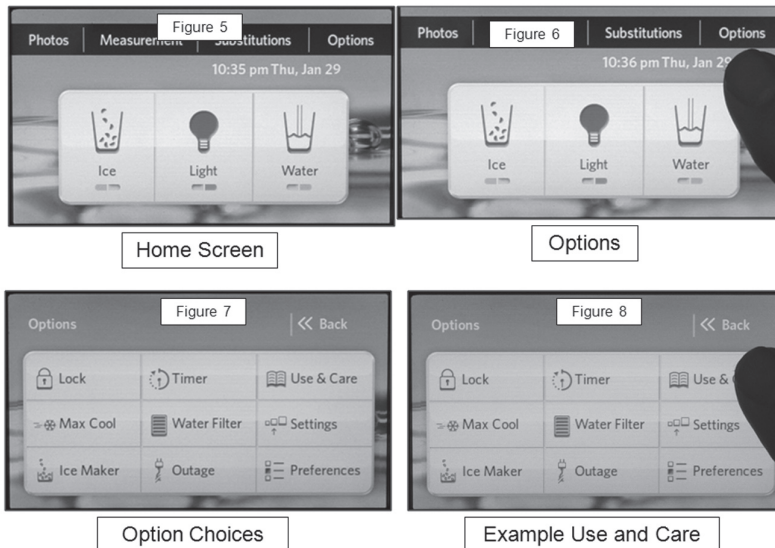 Figure 5
Photos Measurement Substitutions Options
10:35 pm Thu, Jan 29
Ice Light Water
Home Screen
Figure 6
Photos Substitutions Options
10:36 pm Thu, Jan 29
Ice Light Water
Options
Figure 7
Options Back
Lock Timer Use & Care
Max Cool Water Filter Settings
Ice Maker Outage Preferences
Option Choices
Figure 8
Options Back
Lock Timer Use &
Max Cool Water Filter Settings
Ice Maker Outage Preferences
Example Use and Care